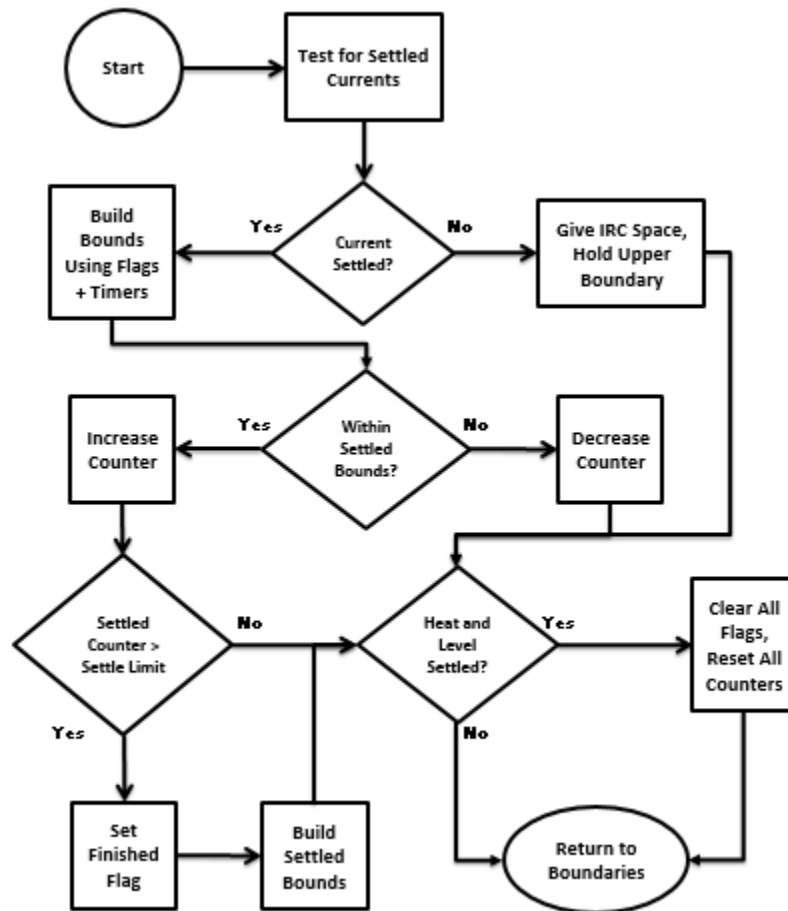 Start
Test for Settled
Currents
Build
Bounds
Using Flags
+ Timers
Yes
Current
Settled?
No
Give IRC Space,
Hold Upper
Boundary
Increase
Counter
Yes
Within
Settled
Bounds?
No
Decrease
Counter
Settled
Counter >
Settle Limit
No
Heat and
Level
Settled?
Yes
Clear All
Flags,
Reset All
Counters
Yes
No
Set
Finished
Flag
Build
Settled
Bounds
Return to
Boundaries